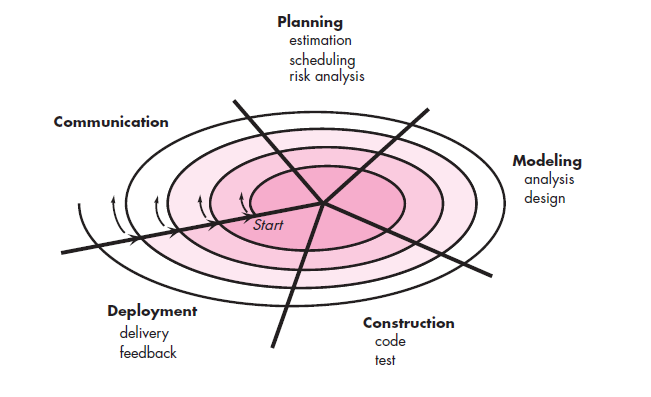 Planning
estimation
scheduling
risk analysis
Communication
Modeling
analysis
design
Start
Deployment
delivery
feedback
Construction
code
test